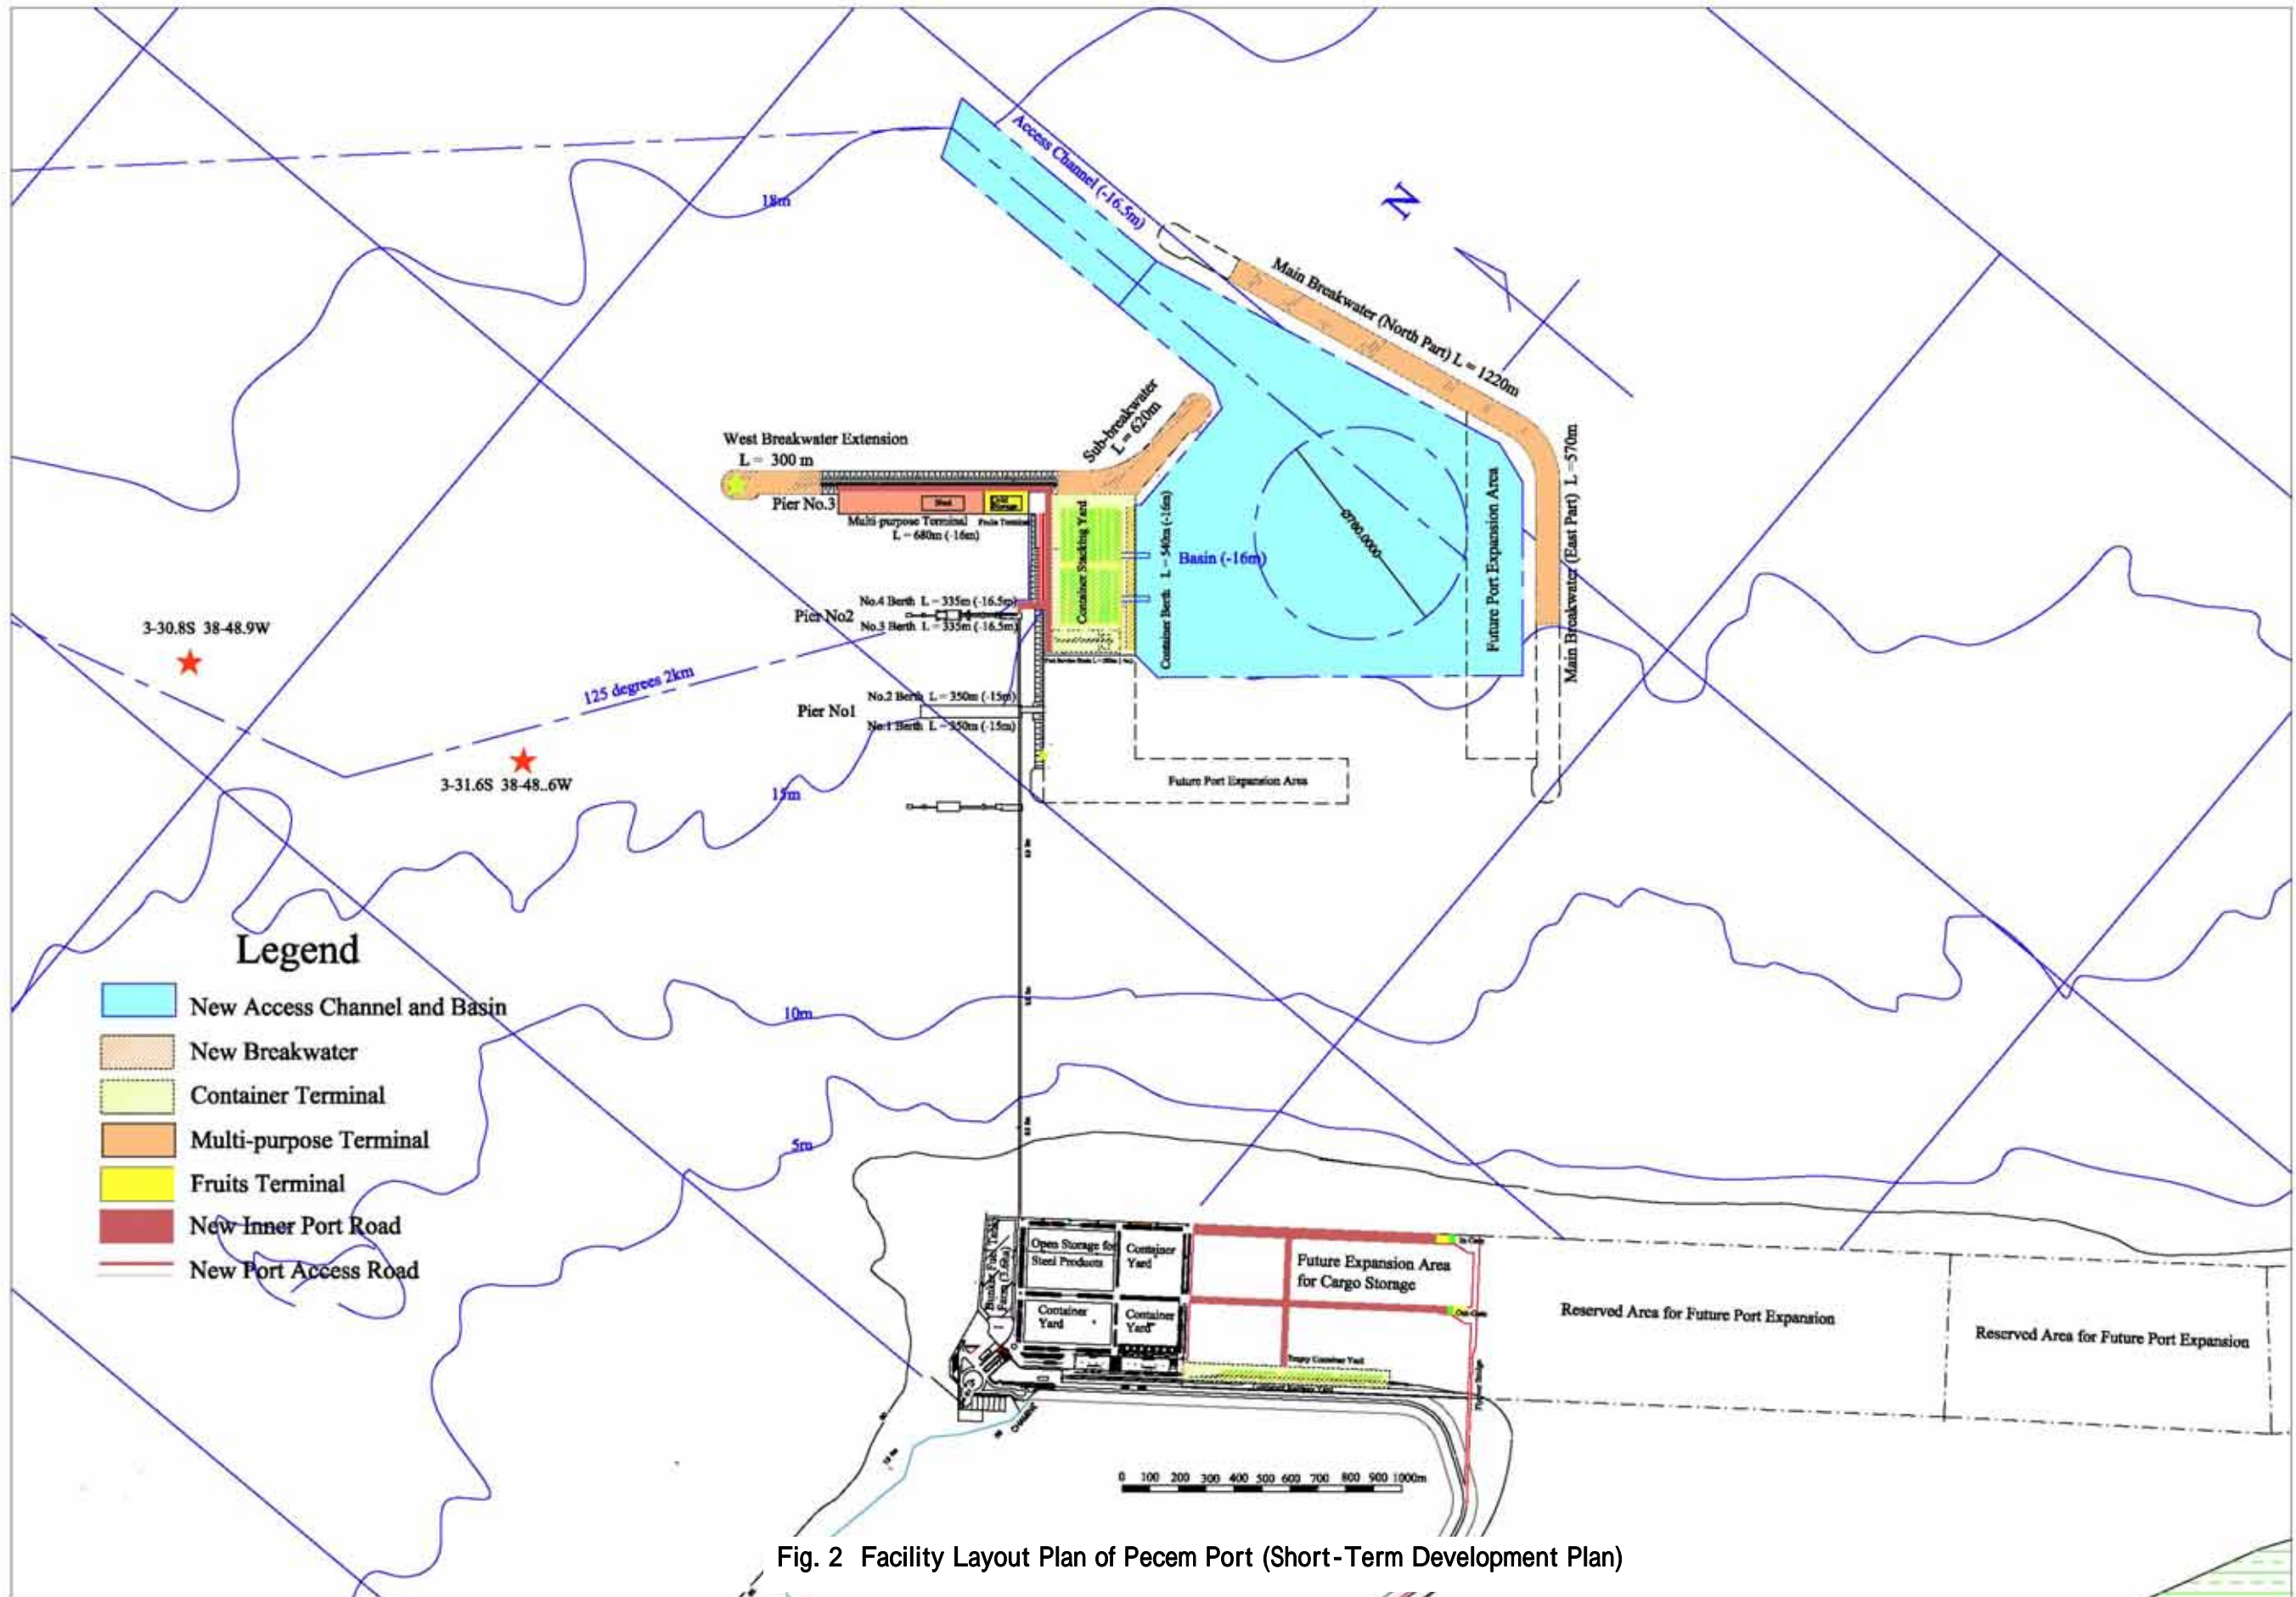 18m
Access Channel (-16.5m)
N
Main Breakwater (North Part) L = 1220m
Sub-breakwater
L = 620m
West Breakwater Extension
L = 300 m
Pier No.3
Multi-purpose Terminal
Fruits Terminal
L = 680m (-16m)
Container Stacking Yard
Container Berth L = 540m (-16m)
Basin (-16m)
Ø760.0000
Future Port Expansion Area
Main Breakwater (East Part) L =570m
No.4 Berth L = 335m (-16.5m)
Pier No2
No.3 Berth L = 335m (-16.5m)
3-30.8S 38-48.9W
125 degrees 2km
No.2 Berth L = 350m (-15m)
Pier No1
No.1 Berth L = 350m (-15m)
3-31.6S 38-48..6W
15m
Future Port Expansion Area
Legend
New Access Channel and Basin
New Breakwater
Container Terminal
Multi-purpose Terminal
Fruits Terminal
New Inner Port Road
New Port Access Road
10m
5m
Open Storage for
Steel Products
Container
Yard
Container
Yard
Container
Yard
Future Expansion Area
for Cargo Storage
Empty Container Yard
Reserved Area for Future Port Expansion
Reserved Area for Future Port Expansion
0 100 200 300 400 500 600 700 800 900 1000m
Fig. 2 Facility Layout Plan of Pecem Port (Short-Term Development Plan)